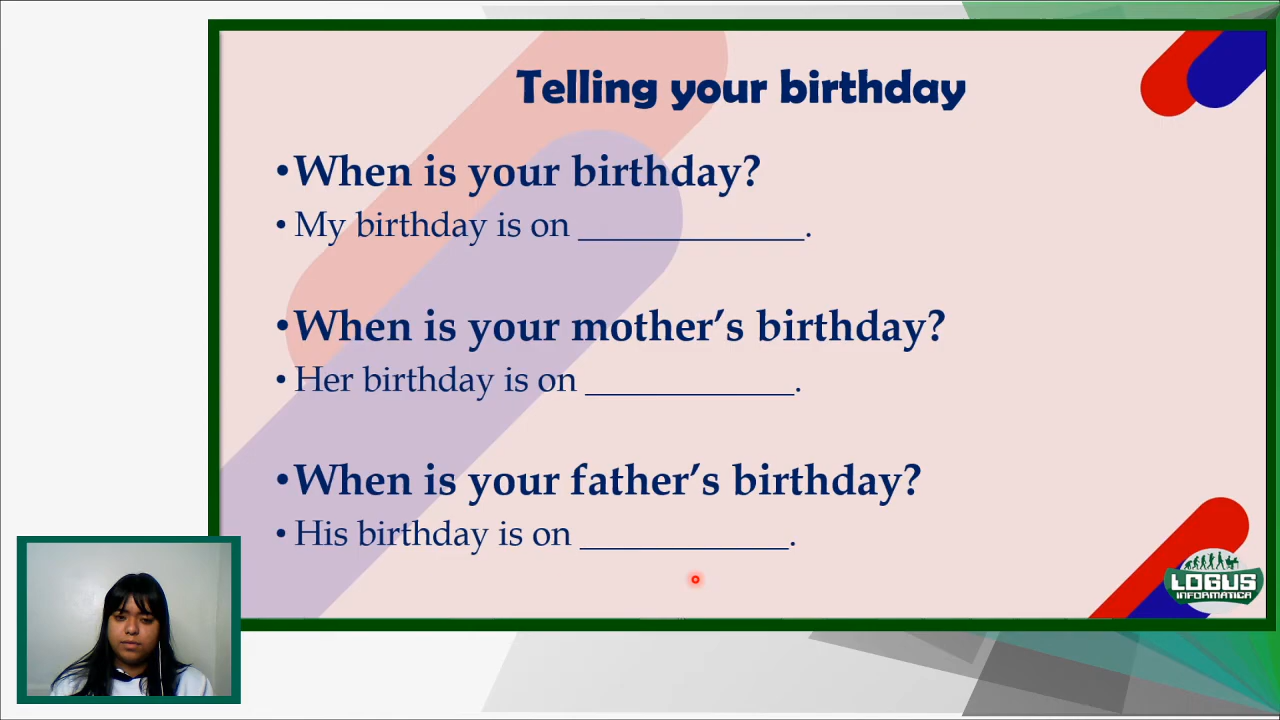 Telling your birthday
•When is your birthday?
• My birthday is on _____________.
•When is your mother’s birthday?
• Her birthday is on ____________.
•When is your father’s birthday?
• His birthday is on ____________.
LOGUS
INFORMATICA